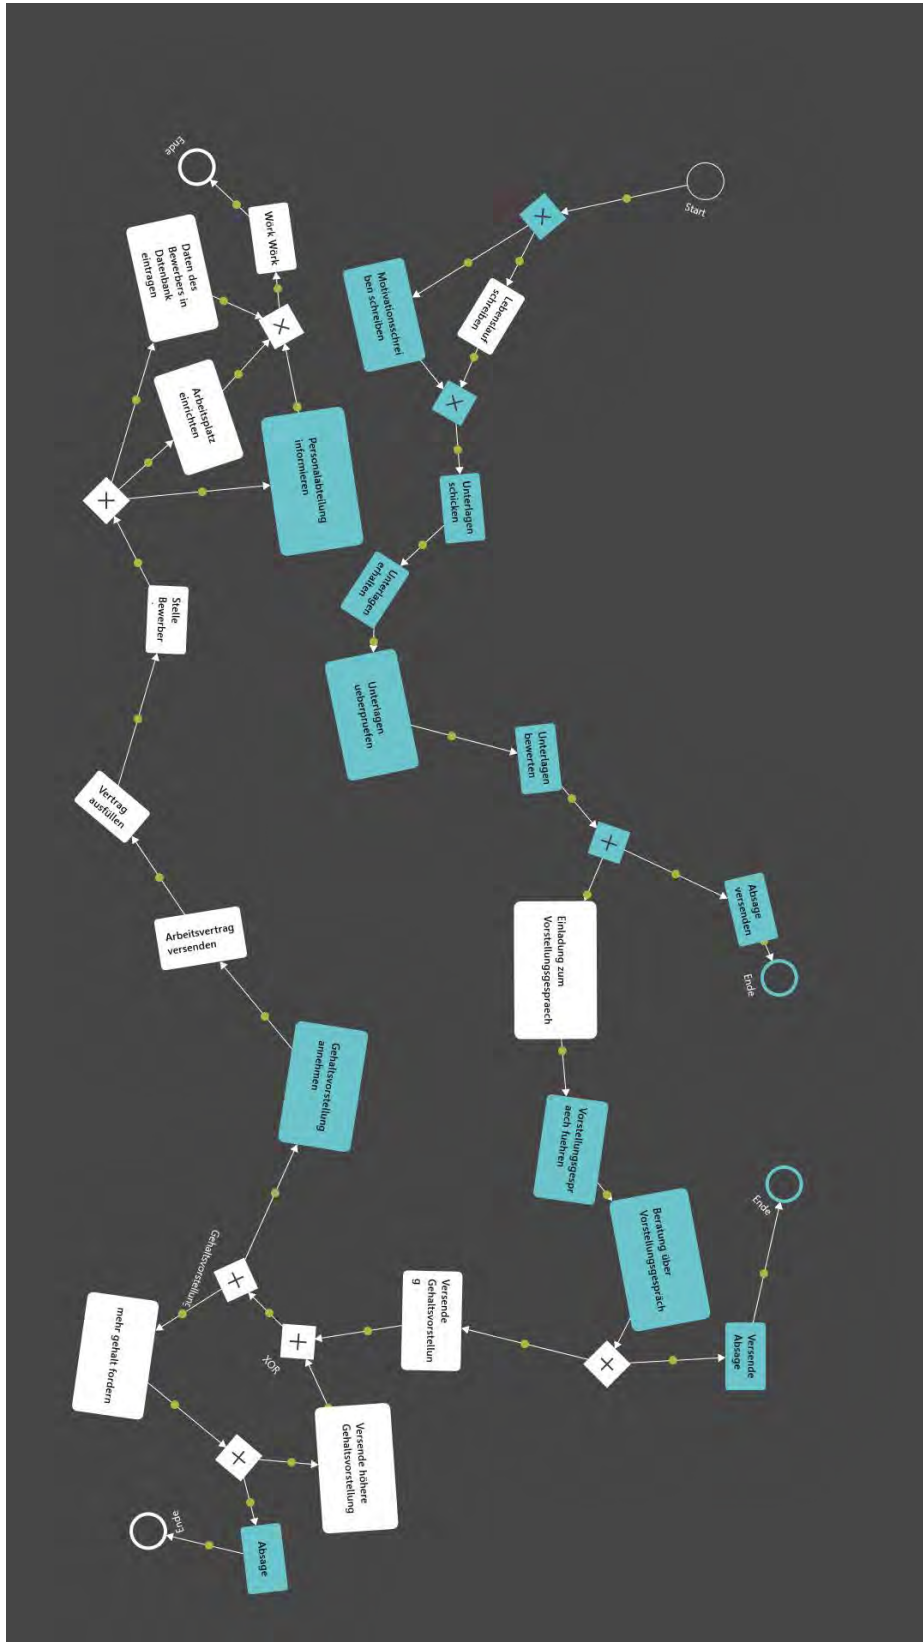 Start
Lebenslauf
schreiben
Motivationsschrei
ben schreiben
Unterlagen
schicken
Unterlagen
erhalten
Unterlagen
ueberpruefen
Unterlagen
bewerten
Absage
versenden
Ende
Einladung zum
Vorstellungsgespraech
Vorstellungsgespr
aech fuehren
Beratung über
Vorstellungsgespräch
Versende
Absage
Ende
Versende
Gehaltsvorstellun
g
XOR
Gehaltsvorstellung
mehr gehalt fordern
Versende höhere
Gehaltsvorstellung
Absage
Ende
Gehaltsvorstellung
annehmen
Arbeitsvertrag
versenden
Vertrag
ausfüllen
Stelle
Bewerber
Personalabteilung
informieren
Arbeitsplatz
einrichten
Daten des
Bewerbers in
Datenbank
eintragen
Wörk Wörk
Ende